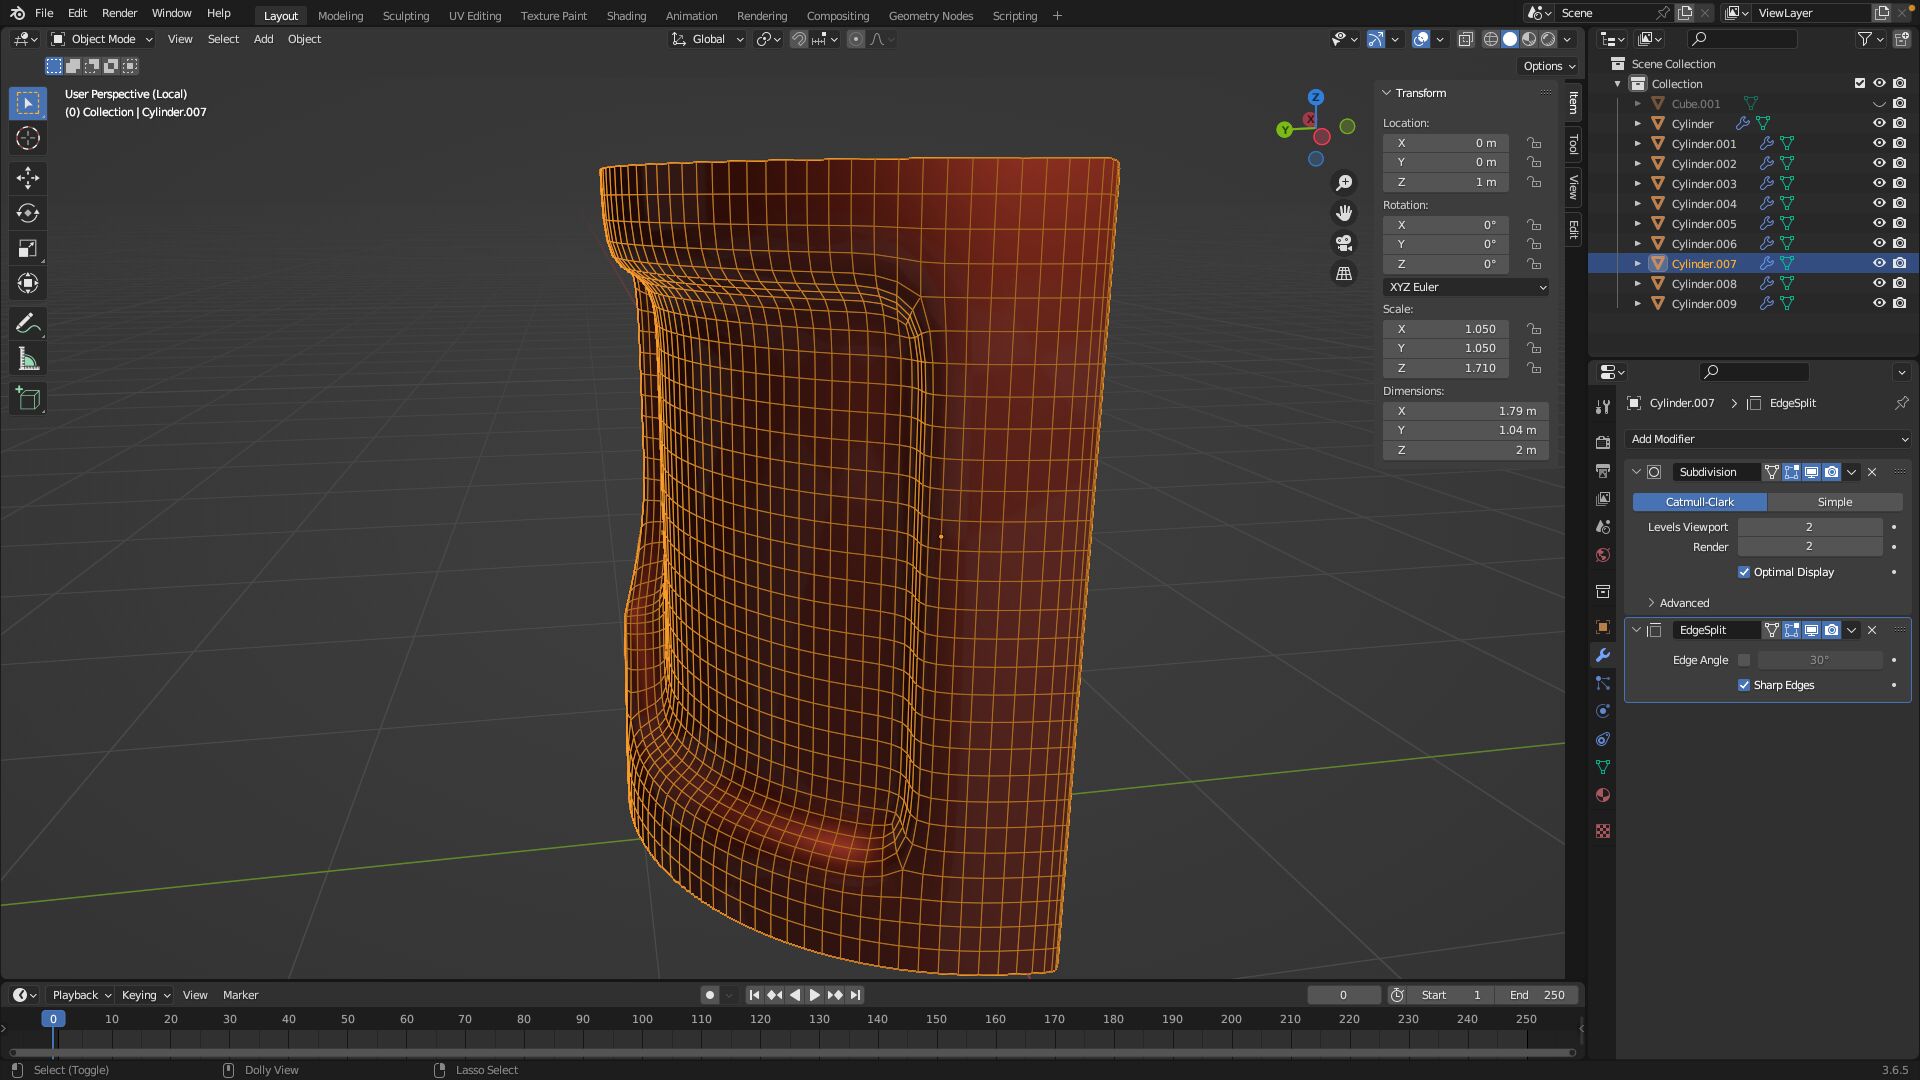 File Edit Render Window Help Layout Modeling Sculpting UV Editing Texture Paint Shading Animation Rendering Compositing Geometry Nodes Scripting + Scene ViewLayer
Object Mode View Select Add Object Global
Options
User Perspective (Local)
(0) Collection | Cylinder.007
Z
X
Y
Transform
Location:
X 0 m
Y 0 m
Z 1 m
Rotation:
X 0°
Y 0°
Z 0°
XYZ Euler
Scale:
X 1.050
Y 1.050
Z 1.710
Dimensions:
X 1.79 m
Y 1.04 m
Z 2 m
Item
Tool
View
Edit
Scene Collection
Collection
Cube.001
Cylinder
Cylinder.001
Cylinder.002
Cylinder.003
Cylinder.004
Cylinder.005
Cylinder.006
Cylinder.007
Cylinder.008
Cylinder.009
Cylinder.007 > EdgeSplit
Add Modifier
Subdivision
Catmull-Clark Simple
Levels Viewport 2
Render 2
Optimal Display
Advanced
EdgeSplit
Edge Angle 30°
Sharp Edges
Playback Keying View Marker 0 Start 1 End 250
0 10 20 30 40 50 60 70 80 90 100 110 120 130 140 150 160 170 180 190 200 210 220 230 240 250
Select (Toggle) Dolly View Lasso Select 3.6.5